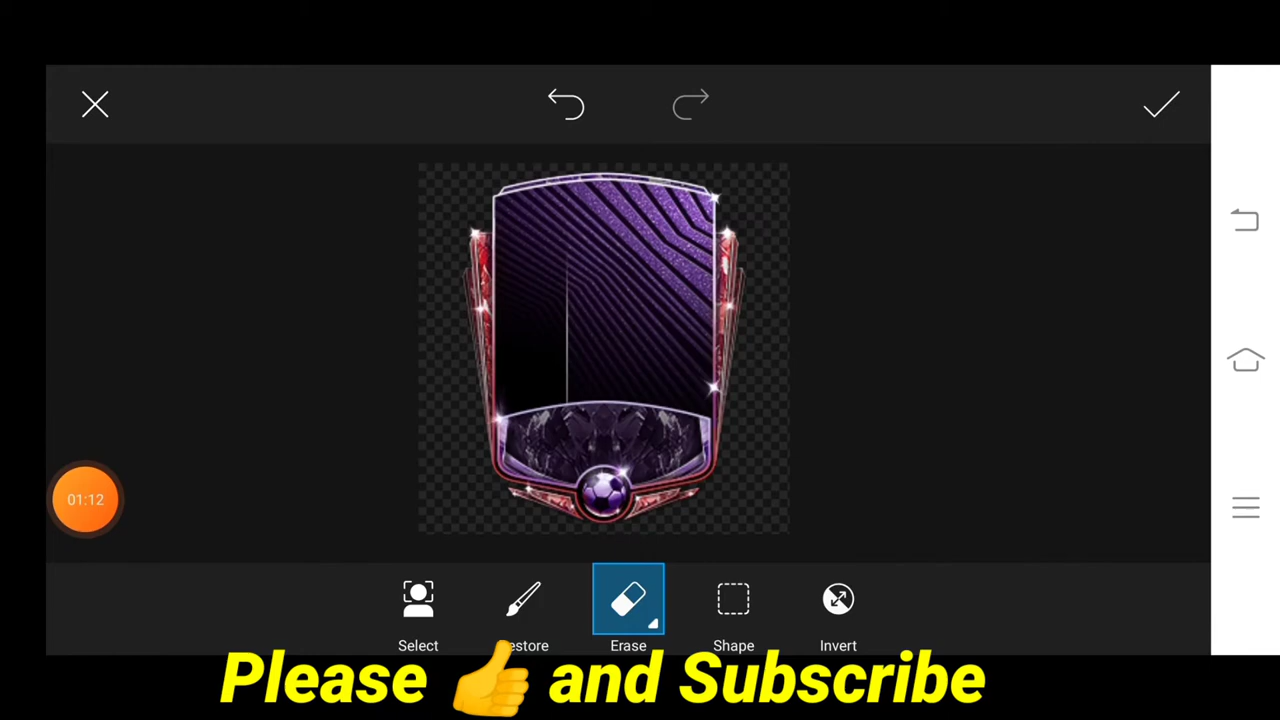 01:12
Select
estore
Erase
Shape
Invert
Please 👍 and Subscribe